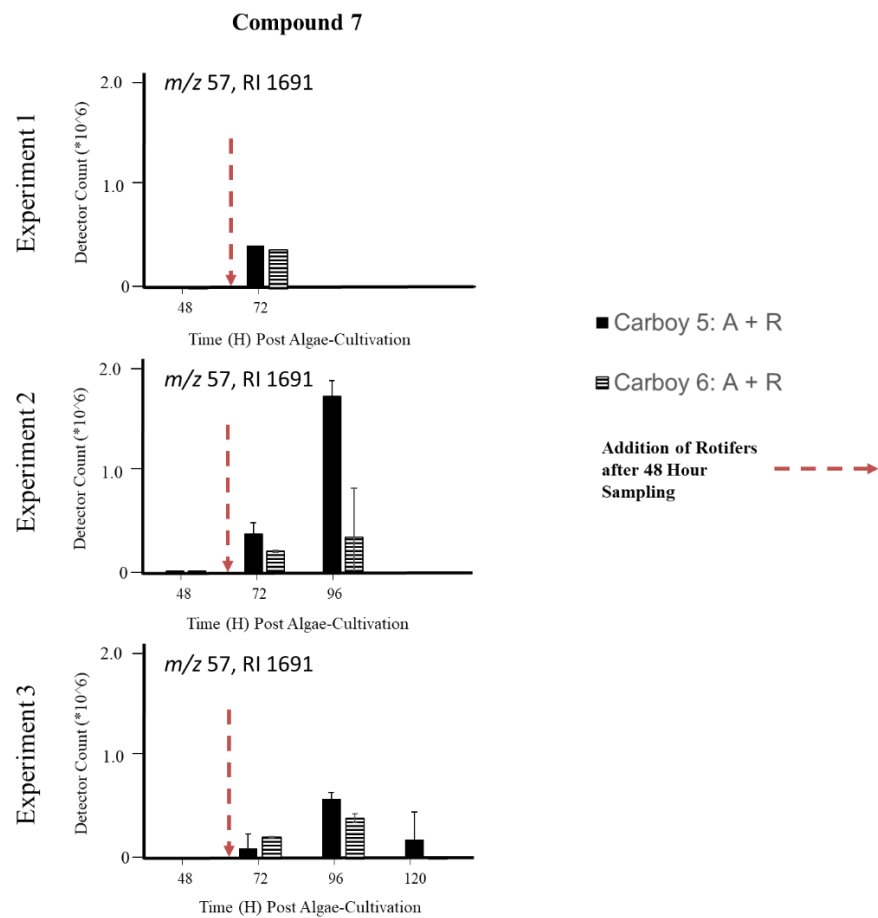 Compound 7
Experiment 1
Detector Count (*10^6)
2.0
1.0
0
m/z 57, RI 1691
48
72
Time (H) Post Algae-Cultivation
Experiment 2
Detector Count (*10^6)
2.0
1.0
0
m/z 57, RI 1691
48
72
96
Time (H) Post Algae-Cultivation
Experiment 3
Detector Count (*10^6)
2.0
1.0
0
m/z 57, RI 1691
48
72
96
120
Time (H) Post Algae-Cultivation
Carboy 5: A + R
Carboy 6: A + R
Addition of Rotifers
after 48 Hour
Sampling